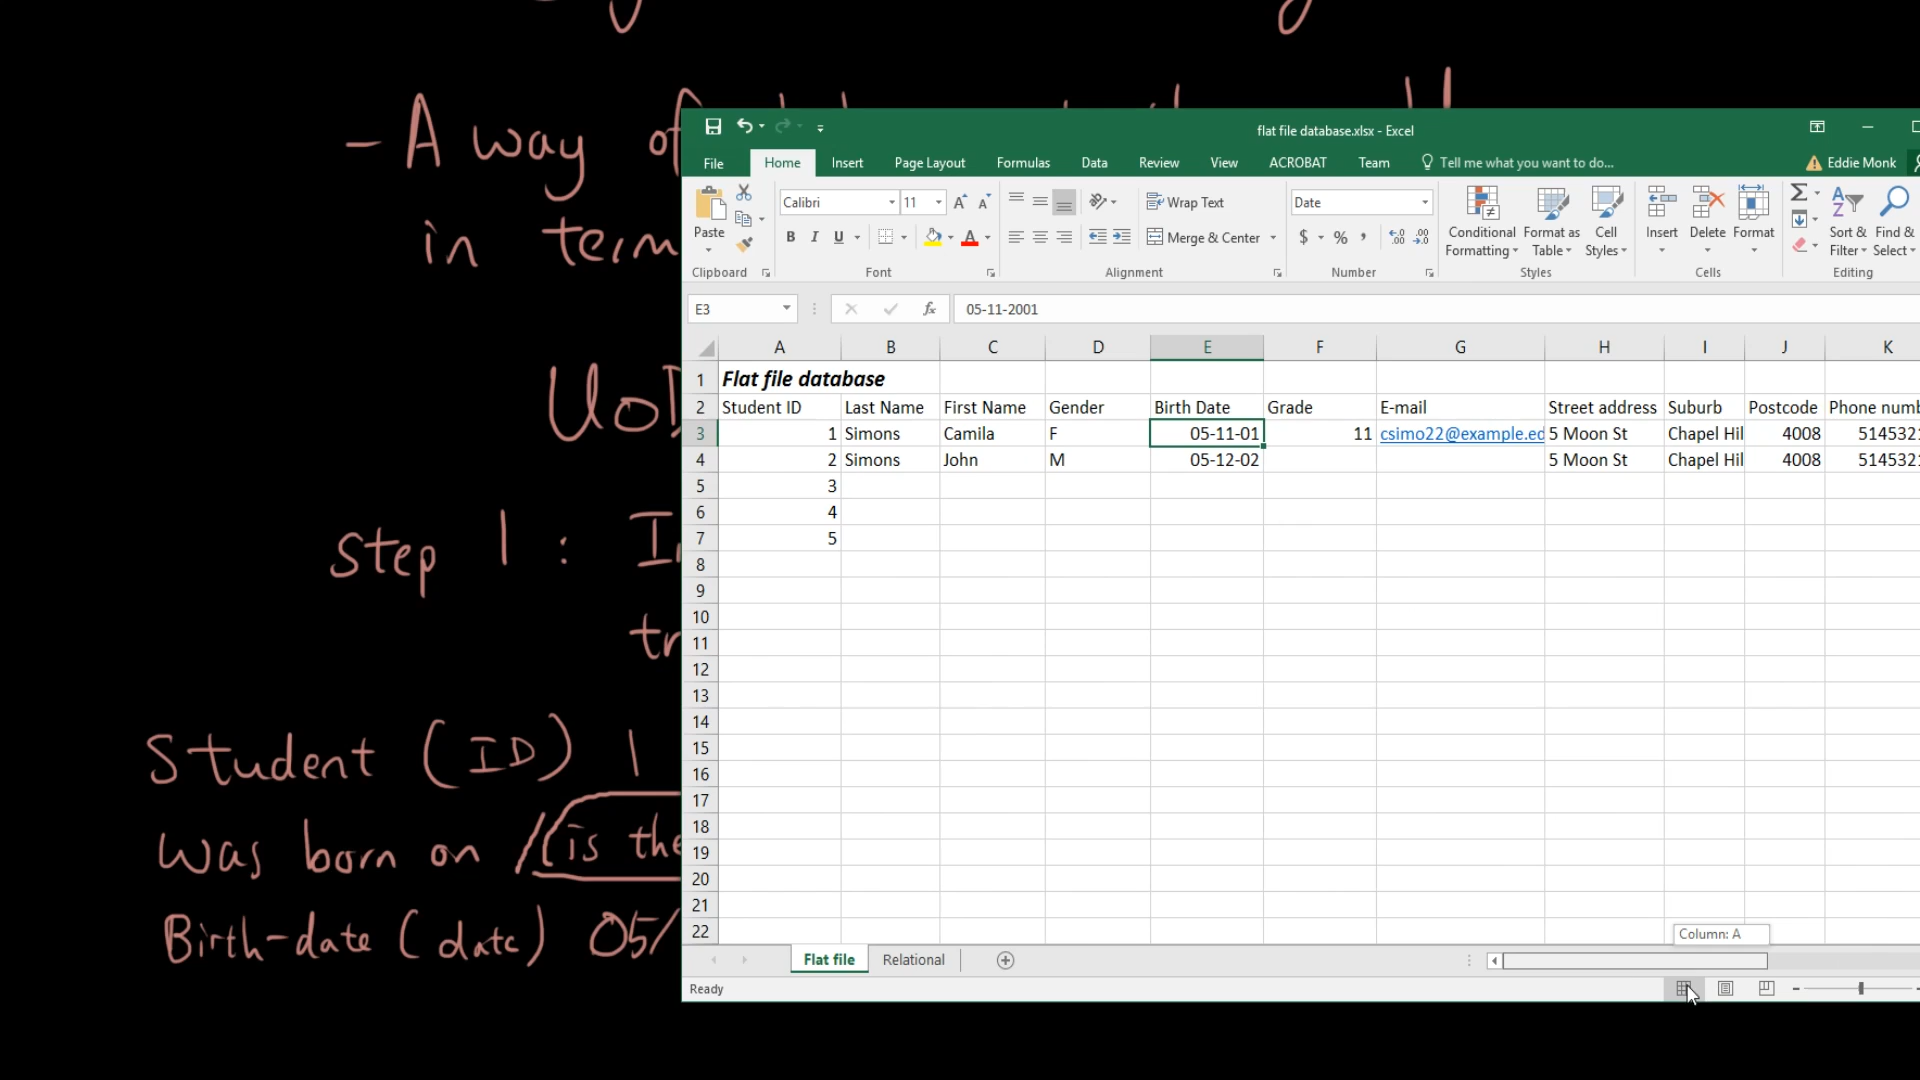 - A way of
in term
UoD
step 1 : I
tr
Student (ID) 1
was born on / (is the
Birth-date (date) 05/
flat file database.xlsx - Excel
File Home Insert Page Layout Formulas Data Review View ACROBAT Team Tell me what you want to do... Eddie Monk
Paste
Clipboard
Calibri 11
B I U
Font
Wrap Text
Merge & Center
Alignment
Date
$ % ,
Number
Conditional Formatting
Format as Table
Cell Styles
Styles
Insert Delete Format
Cells
Sort & Filter
Find & Select
Editing
E3 fx 05-11-2001
A B C D E F G H I J K
1 Flat file database
2 Student ID Last Name First Name Gender Birth Date Grade E-mail Street address Suburb Postcode Phone numb
3 1 Simons Camila F 05-11-01 11 csimo22@example.ed 5 Moon St Chapel Hil 4008 514532
4 2 Simons John M 05-12-02 5 Moon St Chapel Hil 4008 514532
5 3
6 4
7 5
8
9
10
11
12
13
14
15
16
17
18
19
20
21
22
Column: A
Flat file Relational
Ready